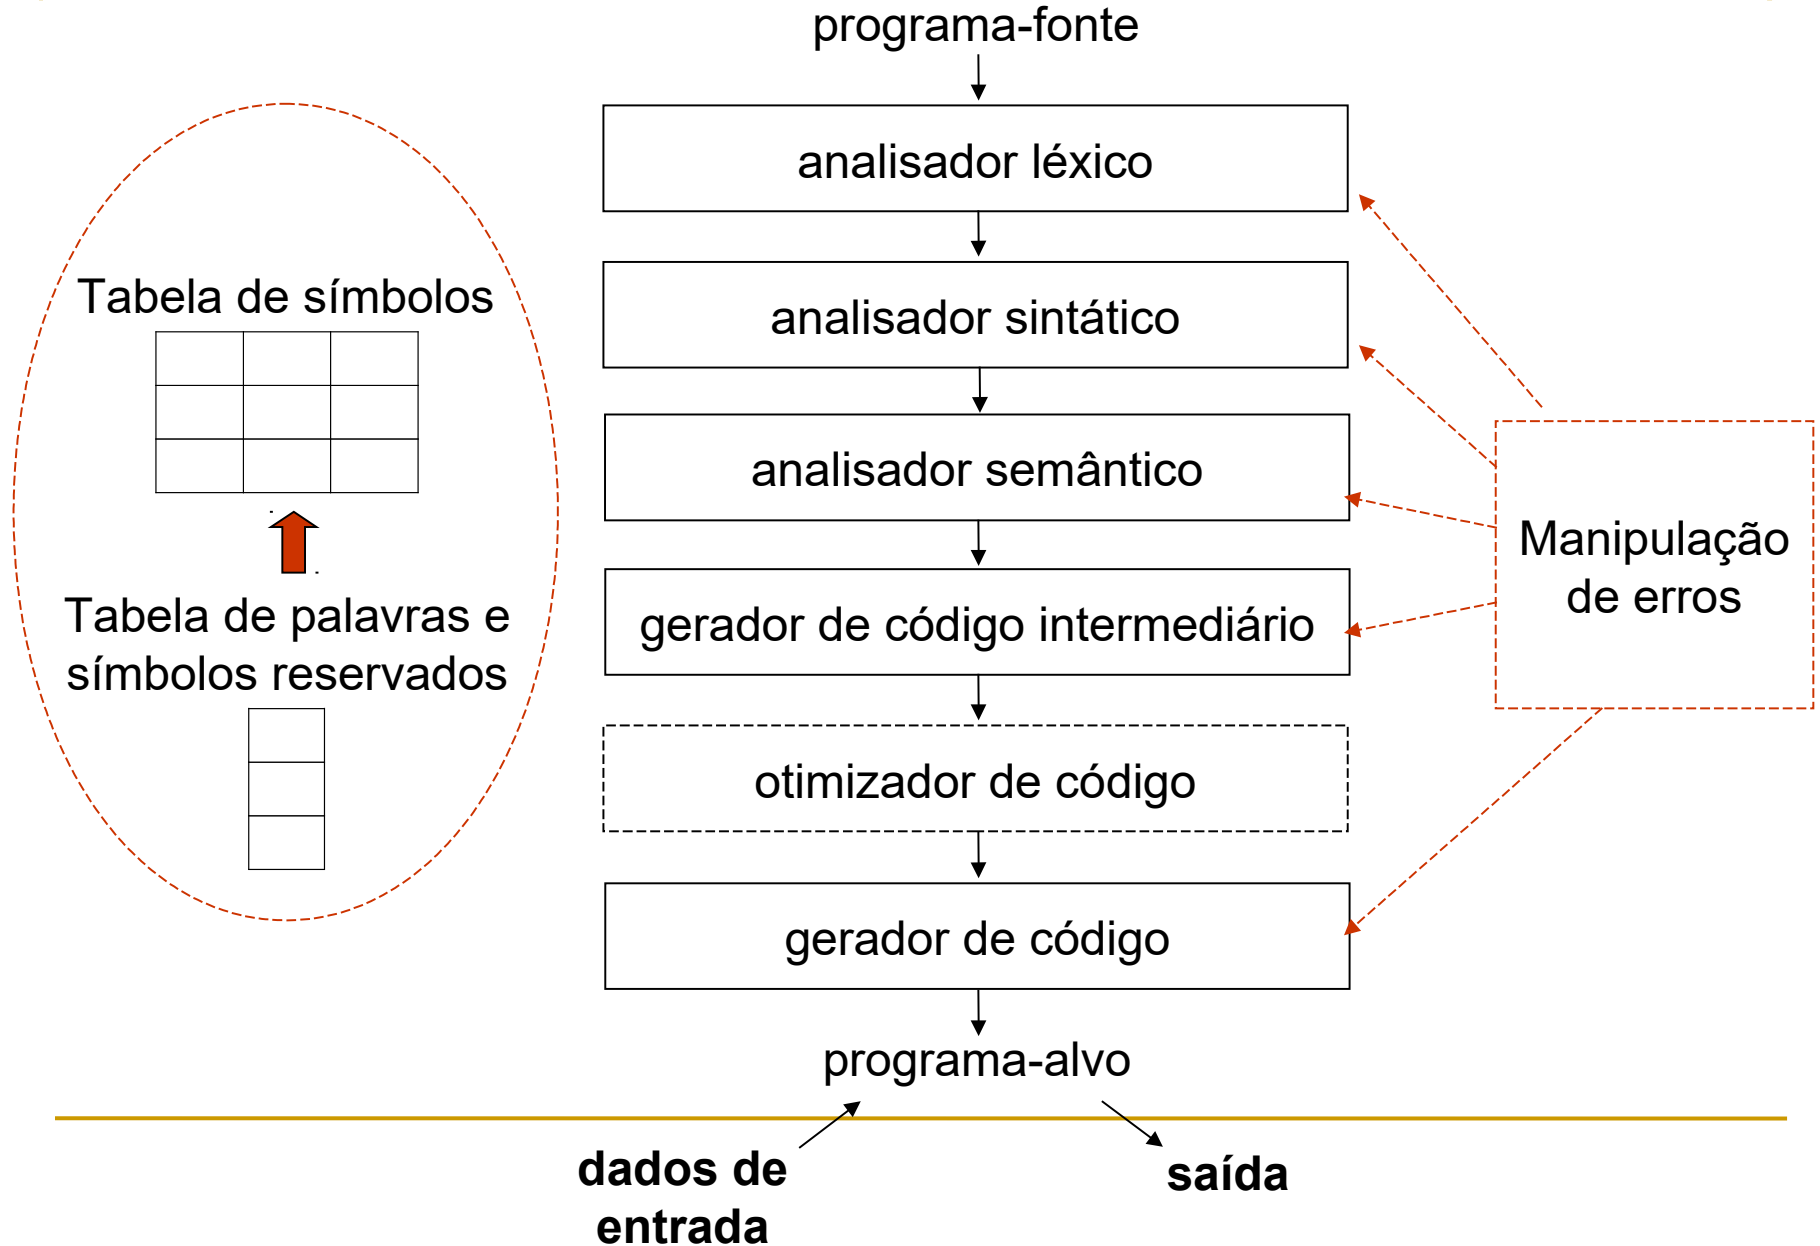 programa-fonte
analisador léxico
analisador sintático
analisador semântico
gerador de código intermediário
otimizador de código
gerador de código
programa-alvo
dados de
entrada
saída
Tabela de símbolos
Tabela de palavras e
símbolos reservados
Manipulação
de erros